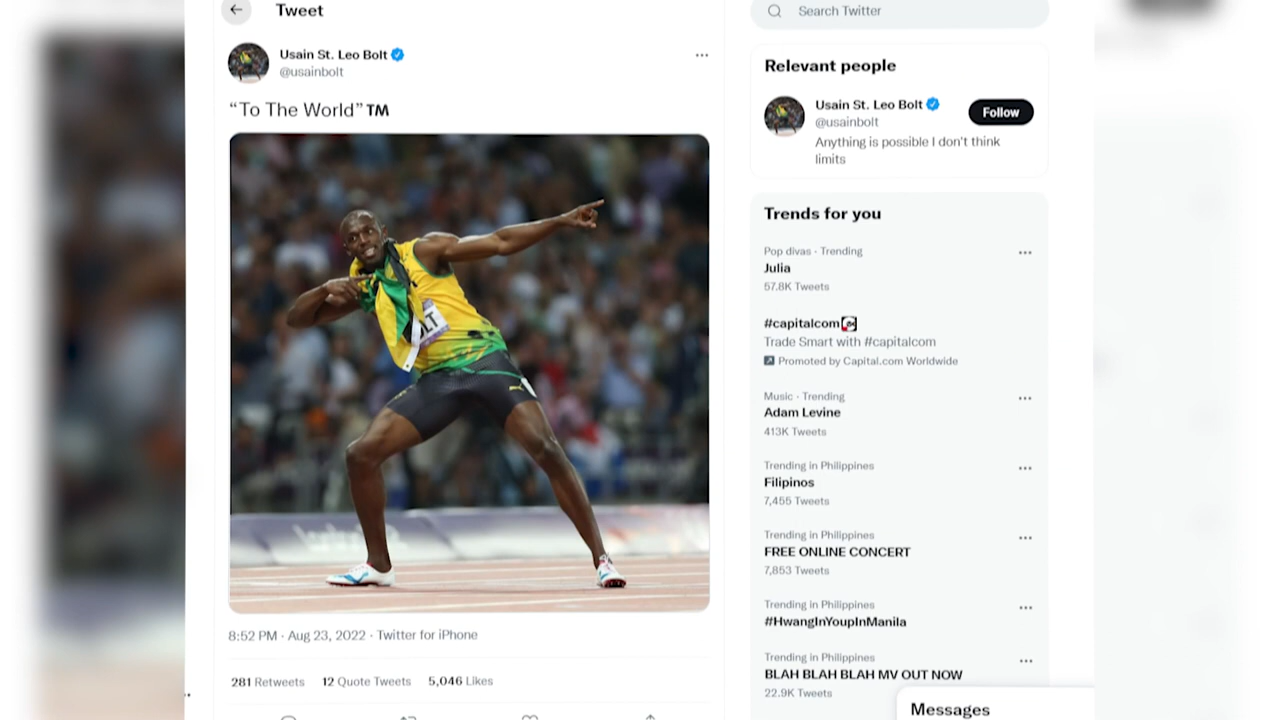 Tweet
Usain St. Leo Bolt
@usainbolt
“To The World”™
LT
8:52 PM · Aug 23, 2022 · Twitter for iPhone
281 Retweets 12 Quote Tweets 5,046 Likes
Search Twitter
Relevant people
Usain St. Leo Bolt
@usainbolt
Follow
Anything is possible I don't think
limits
Trends for you
Pop divas · Trending
Julia
57.8K Tweets
#capitalcom
Trade Smart with #capitalcom
Promoted by Capital.com Worldwide
Music · Trending
Adam Levine
413K Tweets
Trending in Philippines
Filipinos
7,455 Tweets
Trending in Philippines
FREE ONLINE CONCERT
7,853 Tweets
Trending in Philippines
#HwangInYoupInManila
Trending in Philippines
BLAH BLAH BLAH MV OUT NOW
22.9K Tweets
Messages